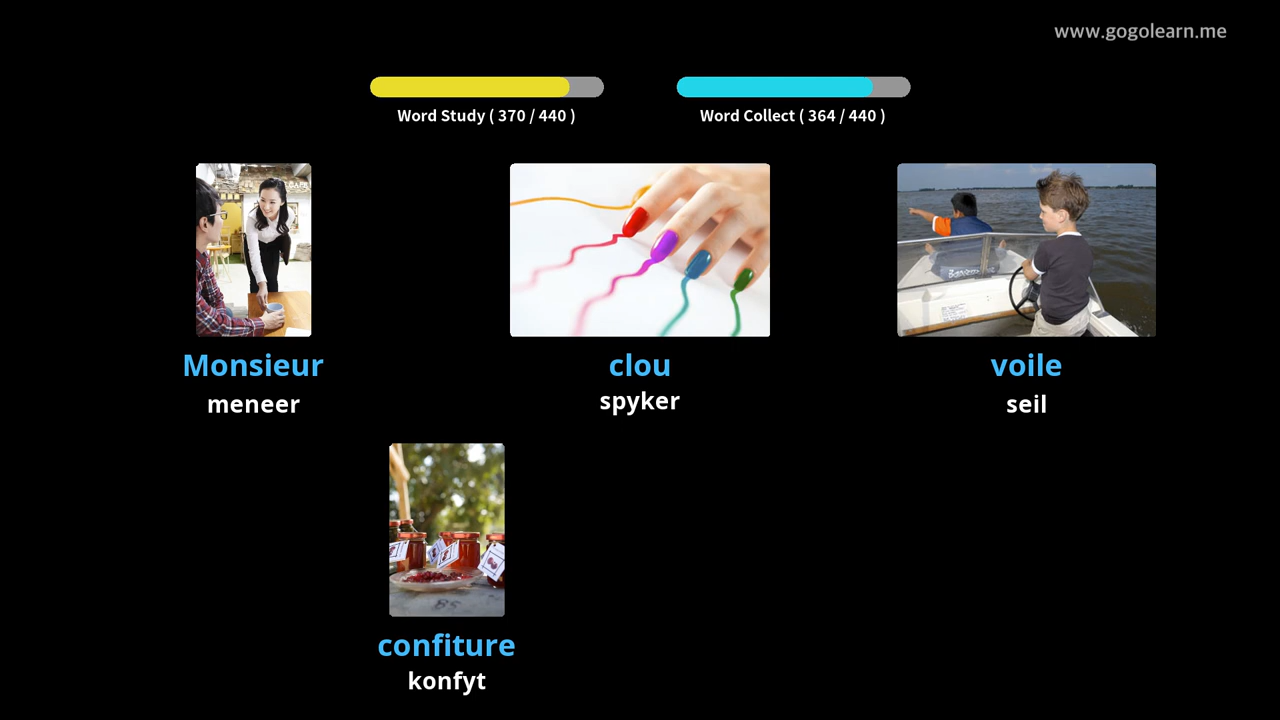 www.gogolearn.me
Word Study ( 370 / 440 )
Word Collect ( 364 / 440 )
Monsieur
meneer
clou
spyker
voile
seil
confiture
konfyt